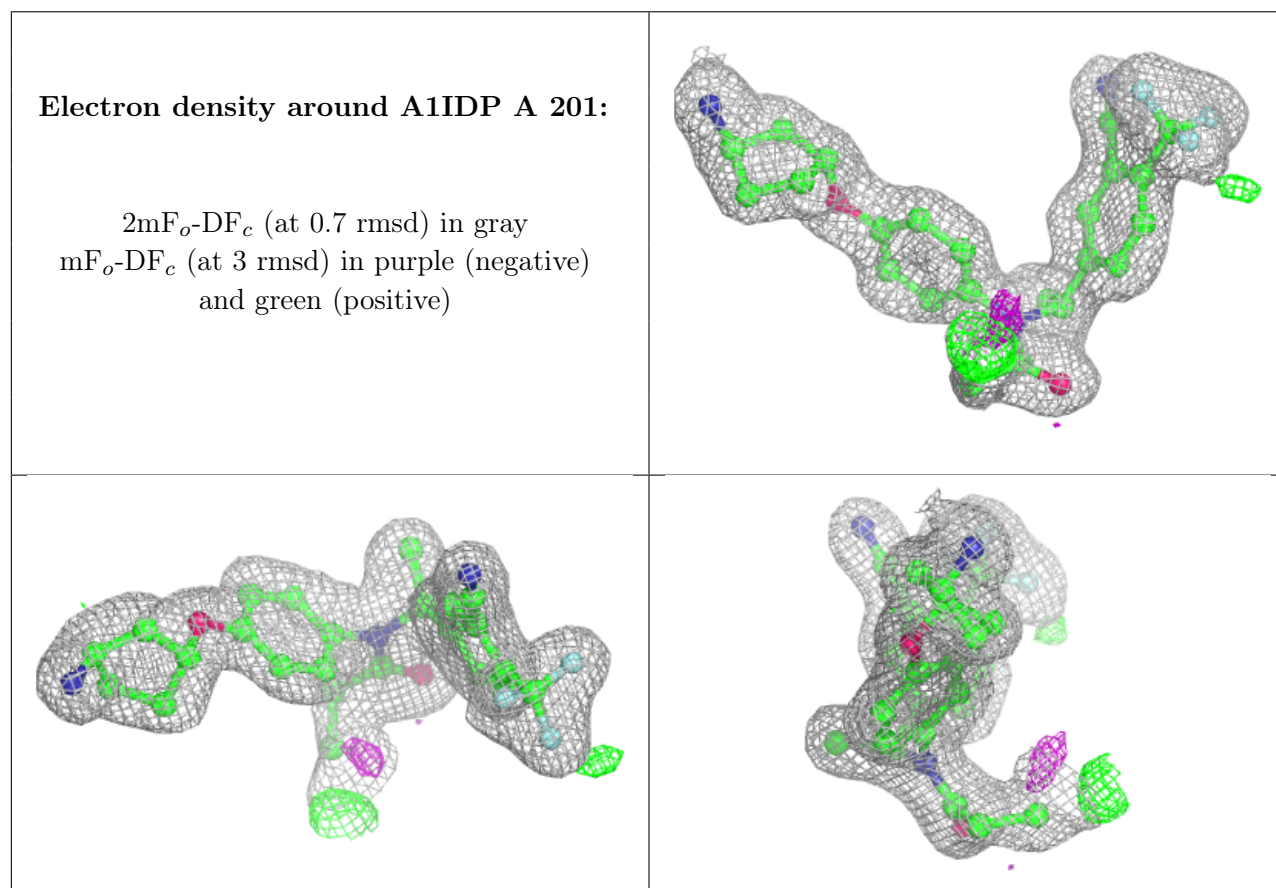 Electron density around A1IDP A 201:
2mFo-DFc (at 0.7 rmsd) in gray
mFo-DFc (at 3 rmsd) in purple (negative)
and green (positive)